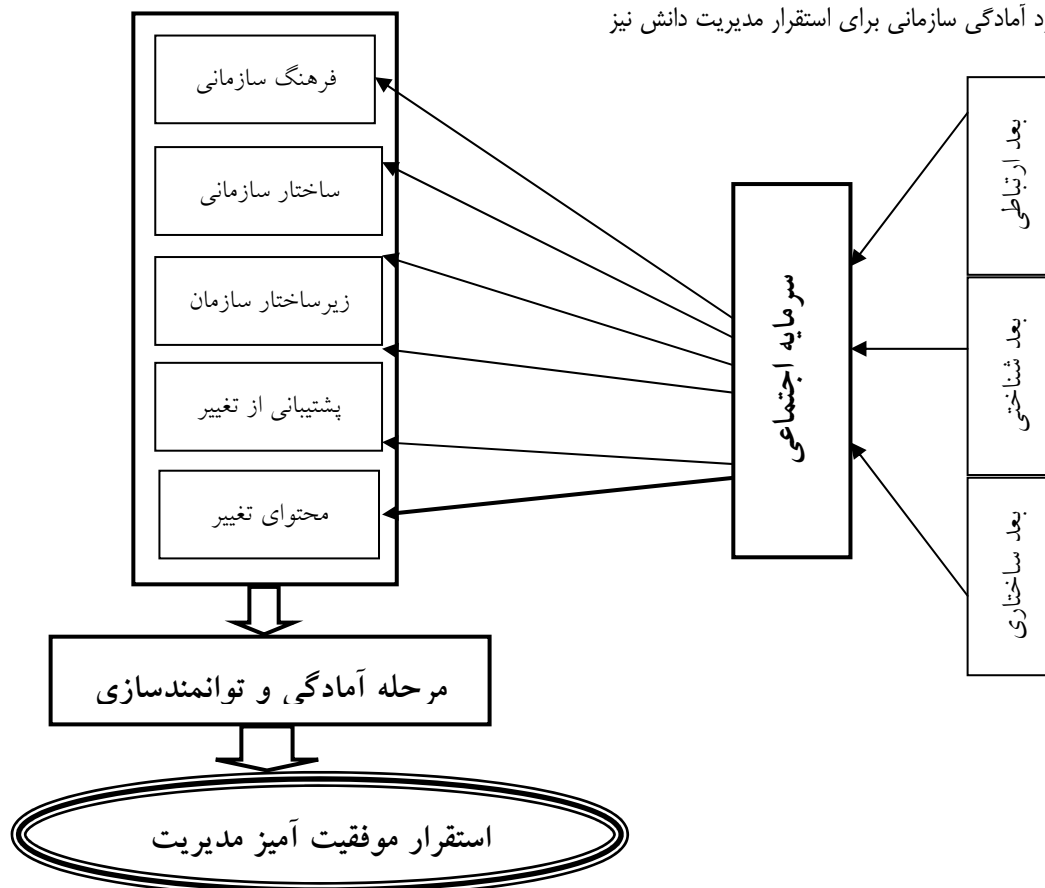 آمادگی سازمانی برای استقرار مدیریت دانش نیز
بعد ارتباطی
بعد شناختی
بعد ساختاری
سرمایه اجتماعی
فرهنگ سازمانی
ساختار سازمانی
زیرساختار سازمان
پشتیبانی از تغییر
محتوای تغییر
مرحله آمادگی و توانمندسازی
استقرار موفقیت آمیز مدیریت